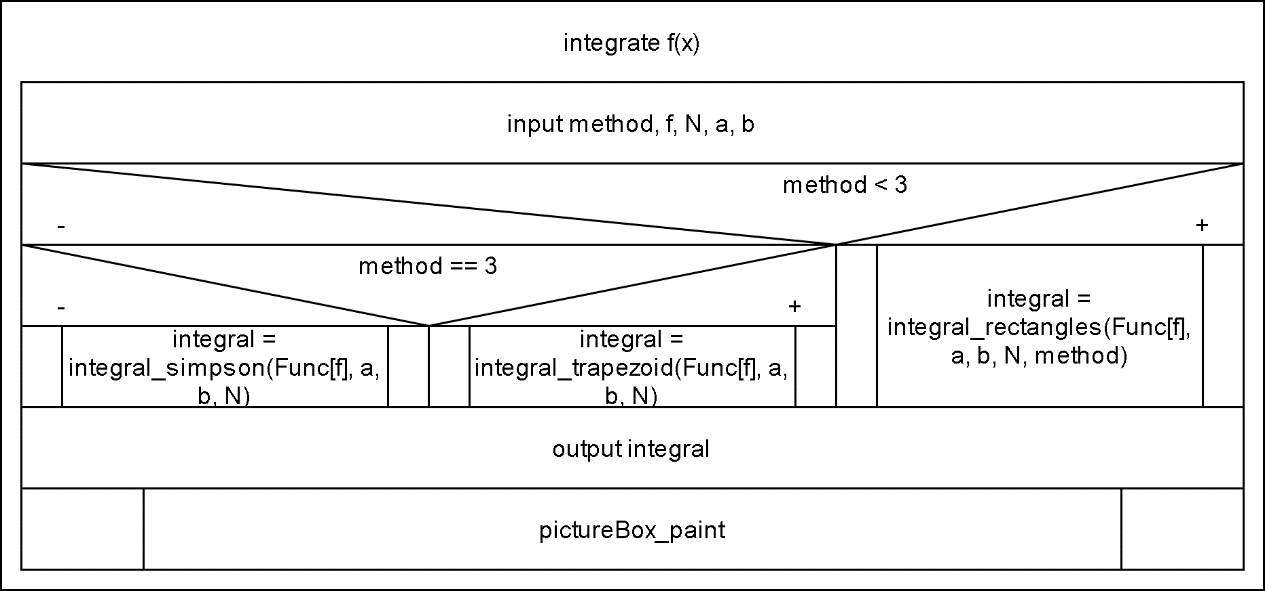 integrate f(x)
input method, f, N, a, b
method < 3
-
+
method == 3
-
+
integral =
integral_simpson(Func[f], a,
b, N)
integral =
integral_trapezoid(Func[f], a,
b, N)
integral =
integral_rectangles(Func[f],
a, b, N, method)
output integral
pictureBox_paint